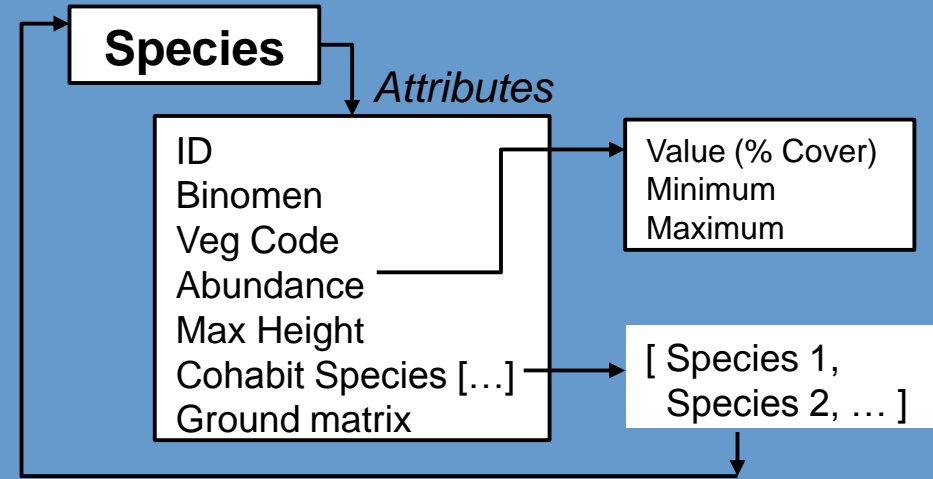 Species
Attributes
ID
Binomen
Veg Code
Abundance
Max Height
Cohabit Species […]
Ground matrix
Value (% Cover)
Minimum
Maximum
[ Species 1,
Species 2, … ]